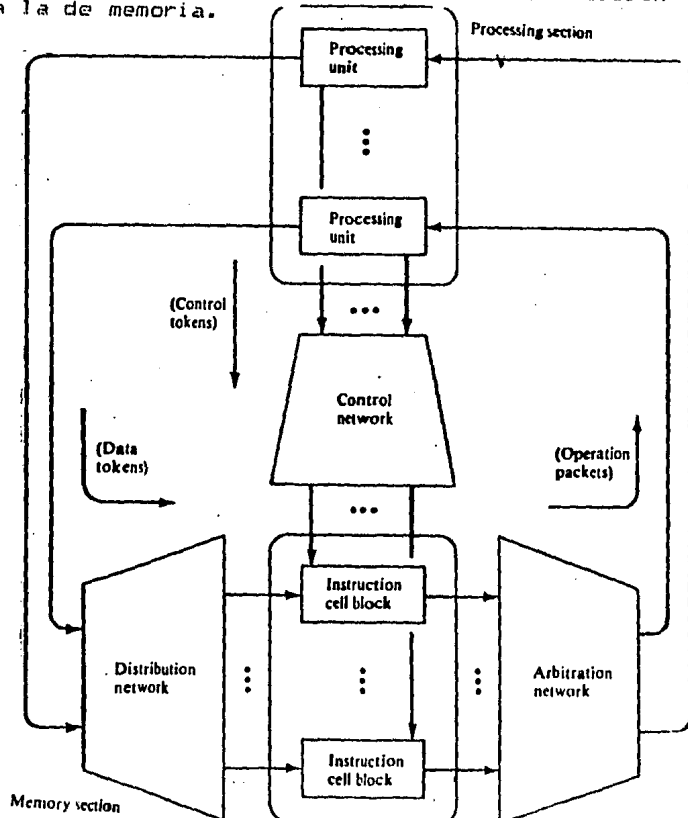 a la de memoria.
Processing section
Processing
unit
Processing
unit
(Control
tokens)
Control
network
(Data
tokens)
(Operation
packets)
Instruction
cell block
Distribution
network
Arbitration
network
Instruction
cell block
Memory section